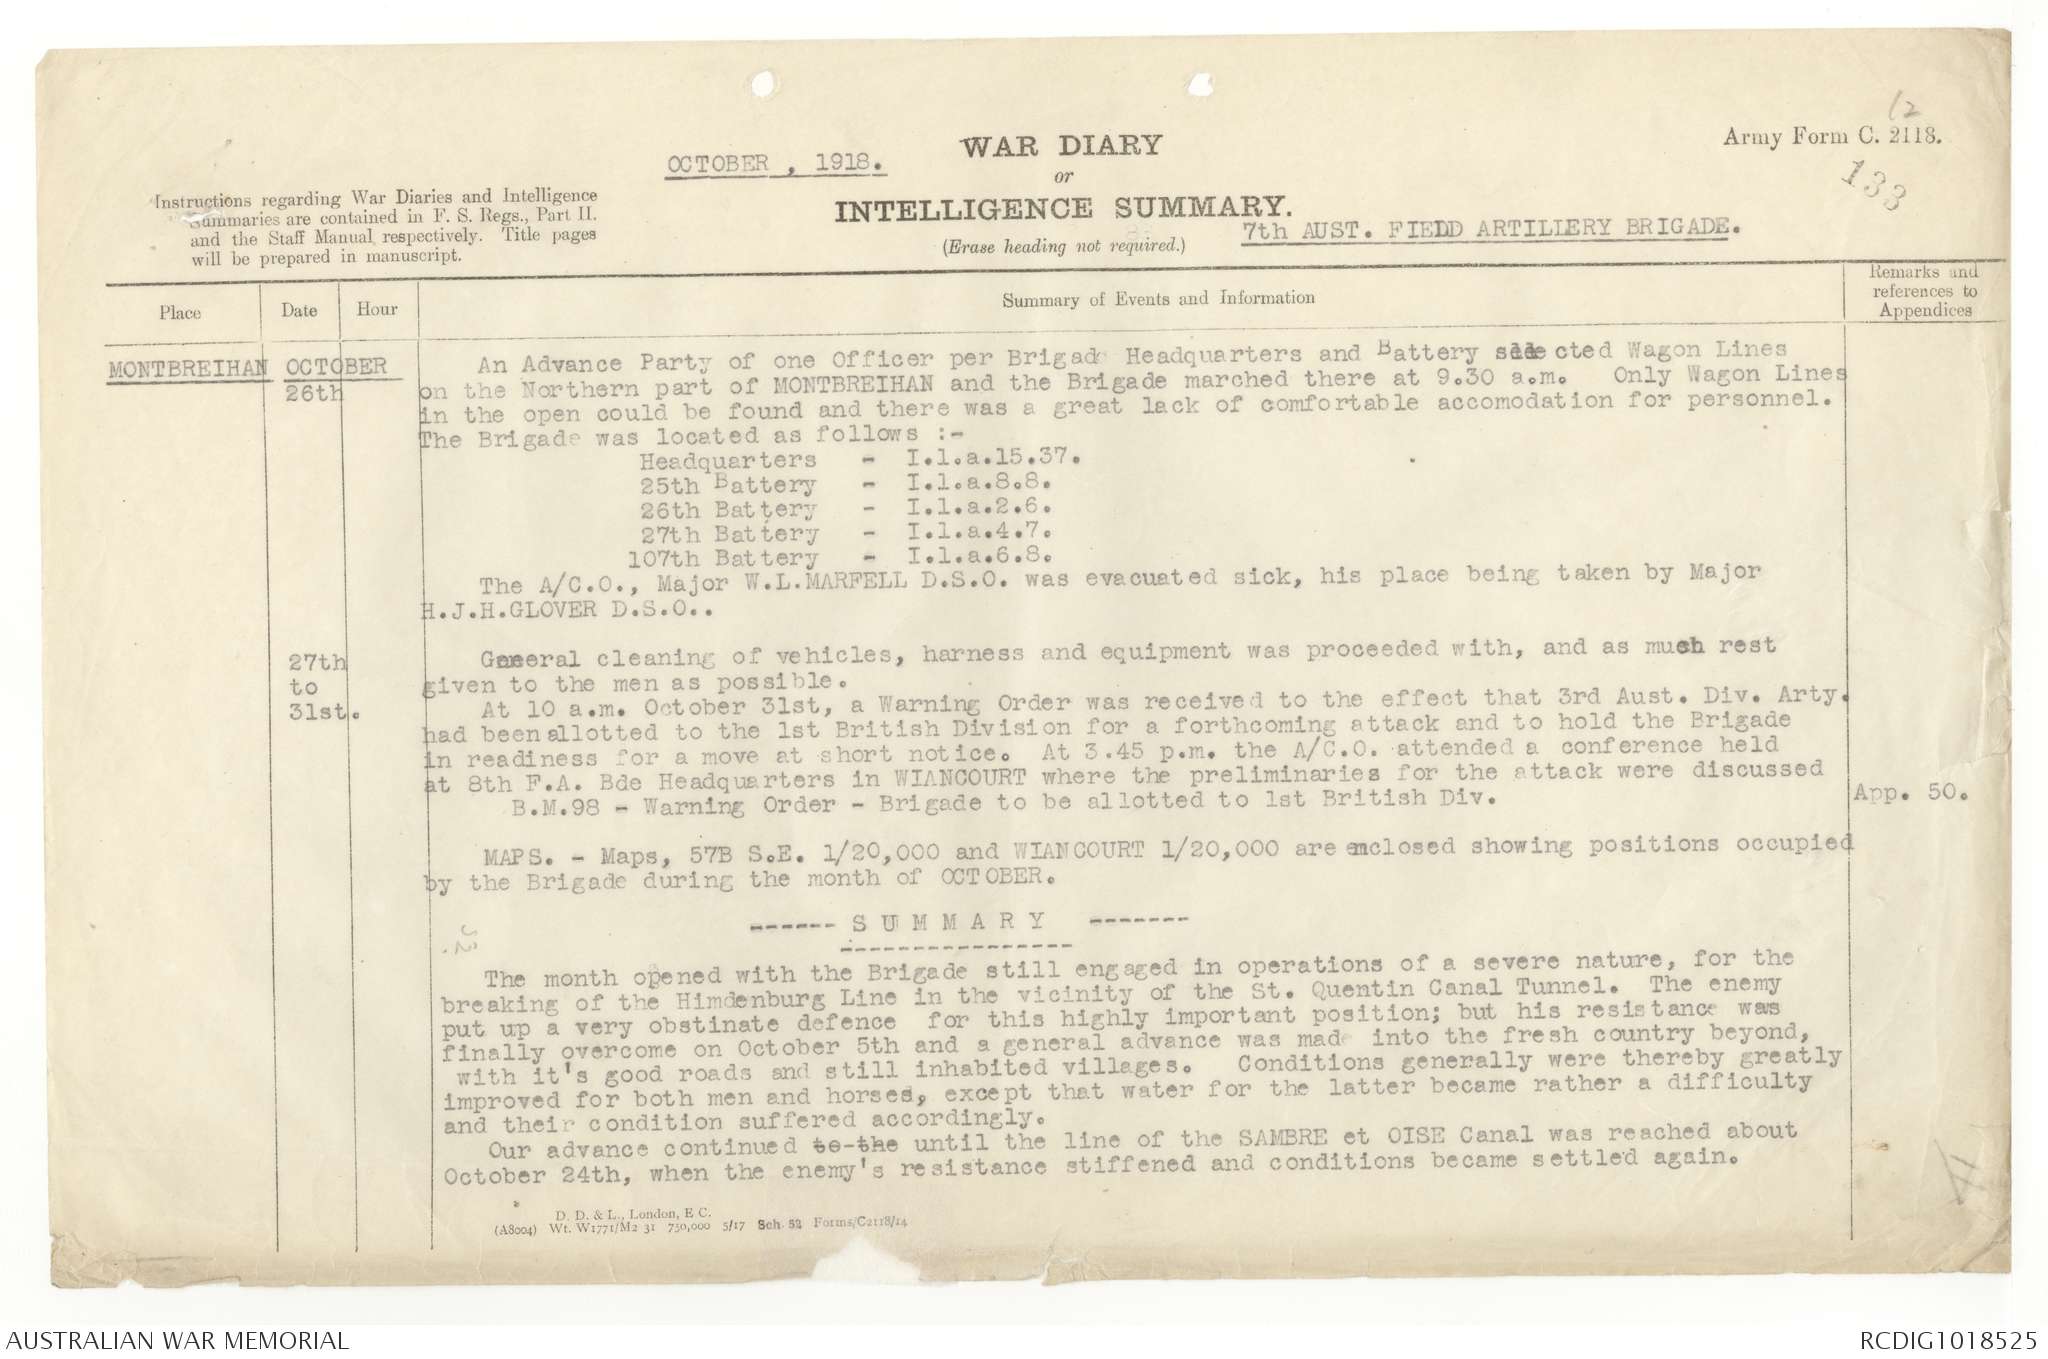 12
Army Form C. 2118.
133
OCTOBER , 1918.
WAR DIARY
or
INTELLIGENCE SUMMARY.
(Erase heading not required.)
7th AUST. FIELD ARTILLERY BRIGADE.
Instructions regarding War Diaries and Intelligence
Summaries are contained in F. S. Regs., Part II.
and the Staff Manual respectively. Title pages
will be prepared in manuscript.
Place Date Hour Summary of Events and Information Remarks and references to Appendices
MONTBREIHAN OCTOBER
26th
An Advance Party of one Officer per Brigade Headquarters and Battery selected Wagon Lines
on the Northern part of MONTBREIHAN and the Brigade marched there at 9.30 a.m. Only Wagon Lines
in the open could be found and there was a great lack of comfortable accomodation for personnel.
The Brigade was located as follows :-
Headquarters - I.1.a.15.37.
25th Battery - I.1.a.8.8.
26th Battery - I.1.a.2.6.
27th Battery - I.1.a.4.7.
107th Battery - I.1.a.6.8.
The A/C.O., Major W.L.MARFELL D.S.O. was evacuated sick, his place being taken by Major
H.J.H.GLOVER D.S.O..
27th
to
31st.
General cleaning of vehicles, harness and equipment was proceeded with, and as much rest
given to the men as possible.
At 10 a.m. October 31st, a Warning Order was received to the effect that 3rd Aust. Div. Arty.
had been allotted to the 1st British Division for a forthcoming attack and to hold the Brigade
in readiness for a move at short notice. At 3.45 p.m. the A/C.O. attended a conference held
at 8th F.A. Bde Headquarters in WIANCOURT where the preliminaries for the attack were discussed
B.M.98 - Warning Order - Brigade to be allotted to 1st British Div. App. 50.
MAPS. - Maps, 57B S.E. 1/20,000 and WIANCOURT 1/20,000 are enclosed showing positions occupied
by the Brigade during the month of OCTOBER.
------ S U M M A R Y -------
----------------
The month opened with the Brigade still engaged in operations of a severe nature, for the
breaking of the Himdenburg Line in the vicinity of the St. Quentin Canal Tunnel. The enemy
put up a very obstinate defence for this highly important position; but his resistance was
finally overcome on October 5th and a general advance was made into the fresh country beyond,
with it's good roads and still inhabited villages. Conditions generally were thereby greatly
improved for both men and horses, except that water for the latter became rather a difficulty
and their condition suffered accordingly.
Our advance continued to the until the line of the SAMBRE et OISE Canal was reached about
October 24th, when the enemy's resistance stiffened and conditions became settled again.
D. D. & L., London, E C.
(A8004) Wt. W1771/M2 31 750,000 5/17 Sch. 52 Forms/C2118/14
AUSTRALIAN WAR MEMORIAL
RCDIG1018525